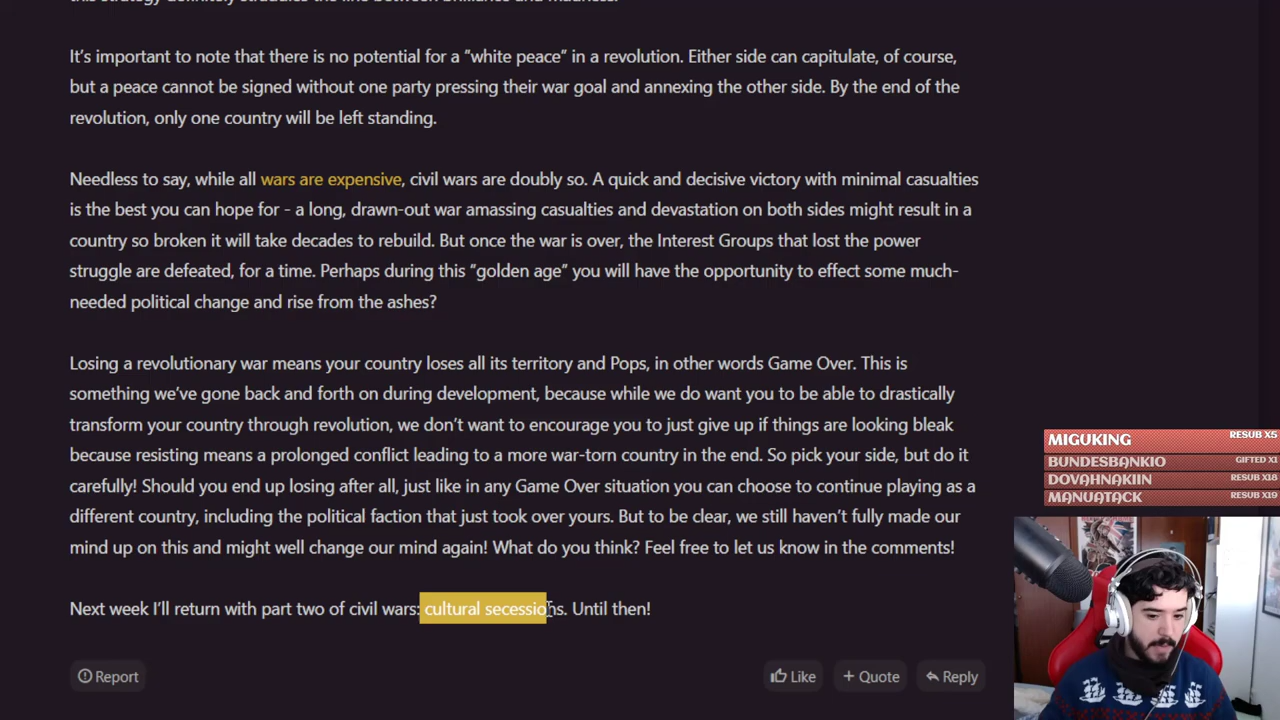 It's important to note that there is no potential for a "white peace" in a revolution. Either side can capitulate, of course,
but a peace cannot be signed without one party pressing their war goal and annexing the other side. By the end of the
revolution, only one country will be left standing.
Needless to say, while all wars are expensive, civil wars are doubly so. A quick and decisive victory with minimal casualties
is the best you can hope for - a long, drawn-out war amassing casualties and devastation on both sides might result in a
country so broken it will take decades to rebuild. But once the war is over, the Interest Groups that lost the power
struggle are defeated, for a time. Perhaps during this "golden age" you will have the opportunity to effect some much-
needed political change and rise from the ashes?
Losing a revolutionary war means your country loses all its territory and Pops, in other words Game Over. This is
something we've gone back and forth on during development, because while we do want you to be able to drastically
transform your country through revolution, we don't want to encourage you to just give up if things are looking bleak
because resisting means a prolonged conflict leading to a more war-torn country in the end. So pick your side, but do it
carefully! Should you end up losing after all, just like in any Game Over situation you can choose to continue playing as a
different country, including the political faction that just took over yours. But to be clear, we still haven't fully made our
mind up on this and might well change our mind again! What do you think? Feel free to let us know in the comments!
Next week I'll return with part two of civil wars: cultural secessions. Until then!
Report
Like
+ Quote
Reply
MIGUKING RESUB X5
BUNDESBANKIO GIFTED X1
DOVAHNAKIIN RESUB X18
MANUATACK RESUB X19